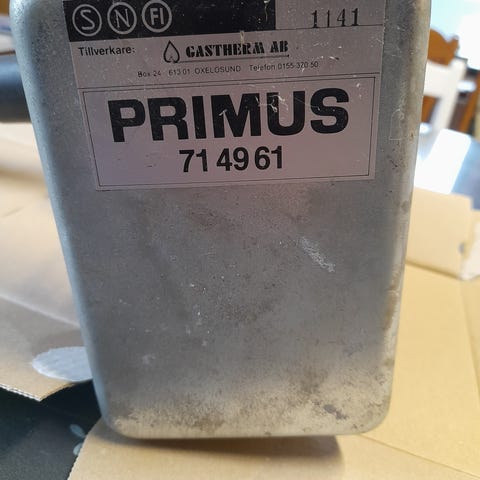 S N FI 1141
Tillverkare: GASTHERM AB
Box 24 · 613 01 OXELÖSUND Telefon 0155-370 50
PRIMUS
71 49 61